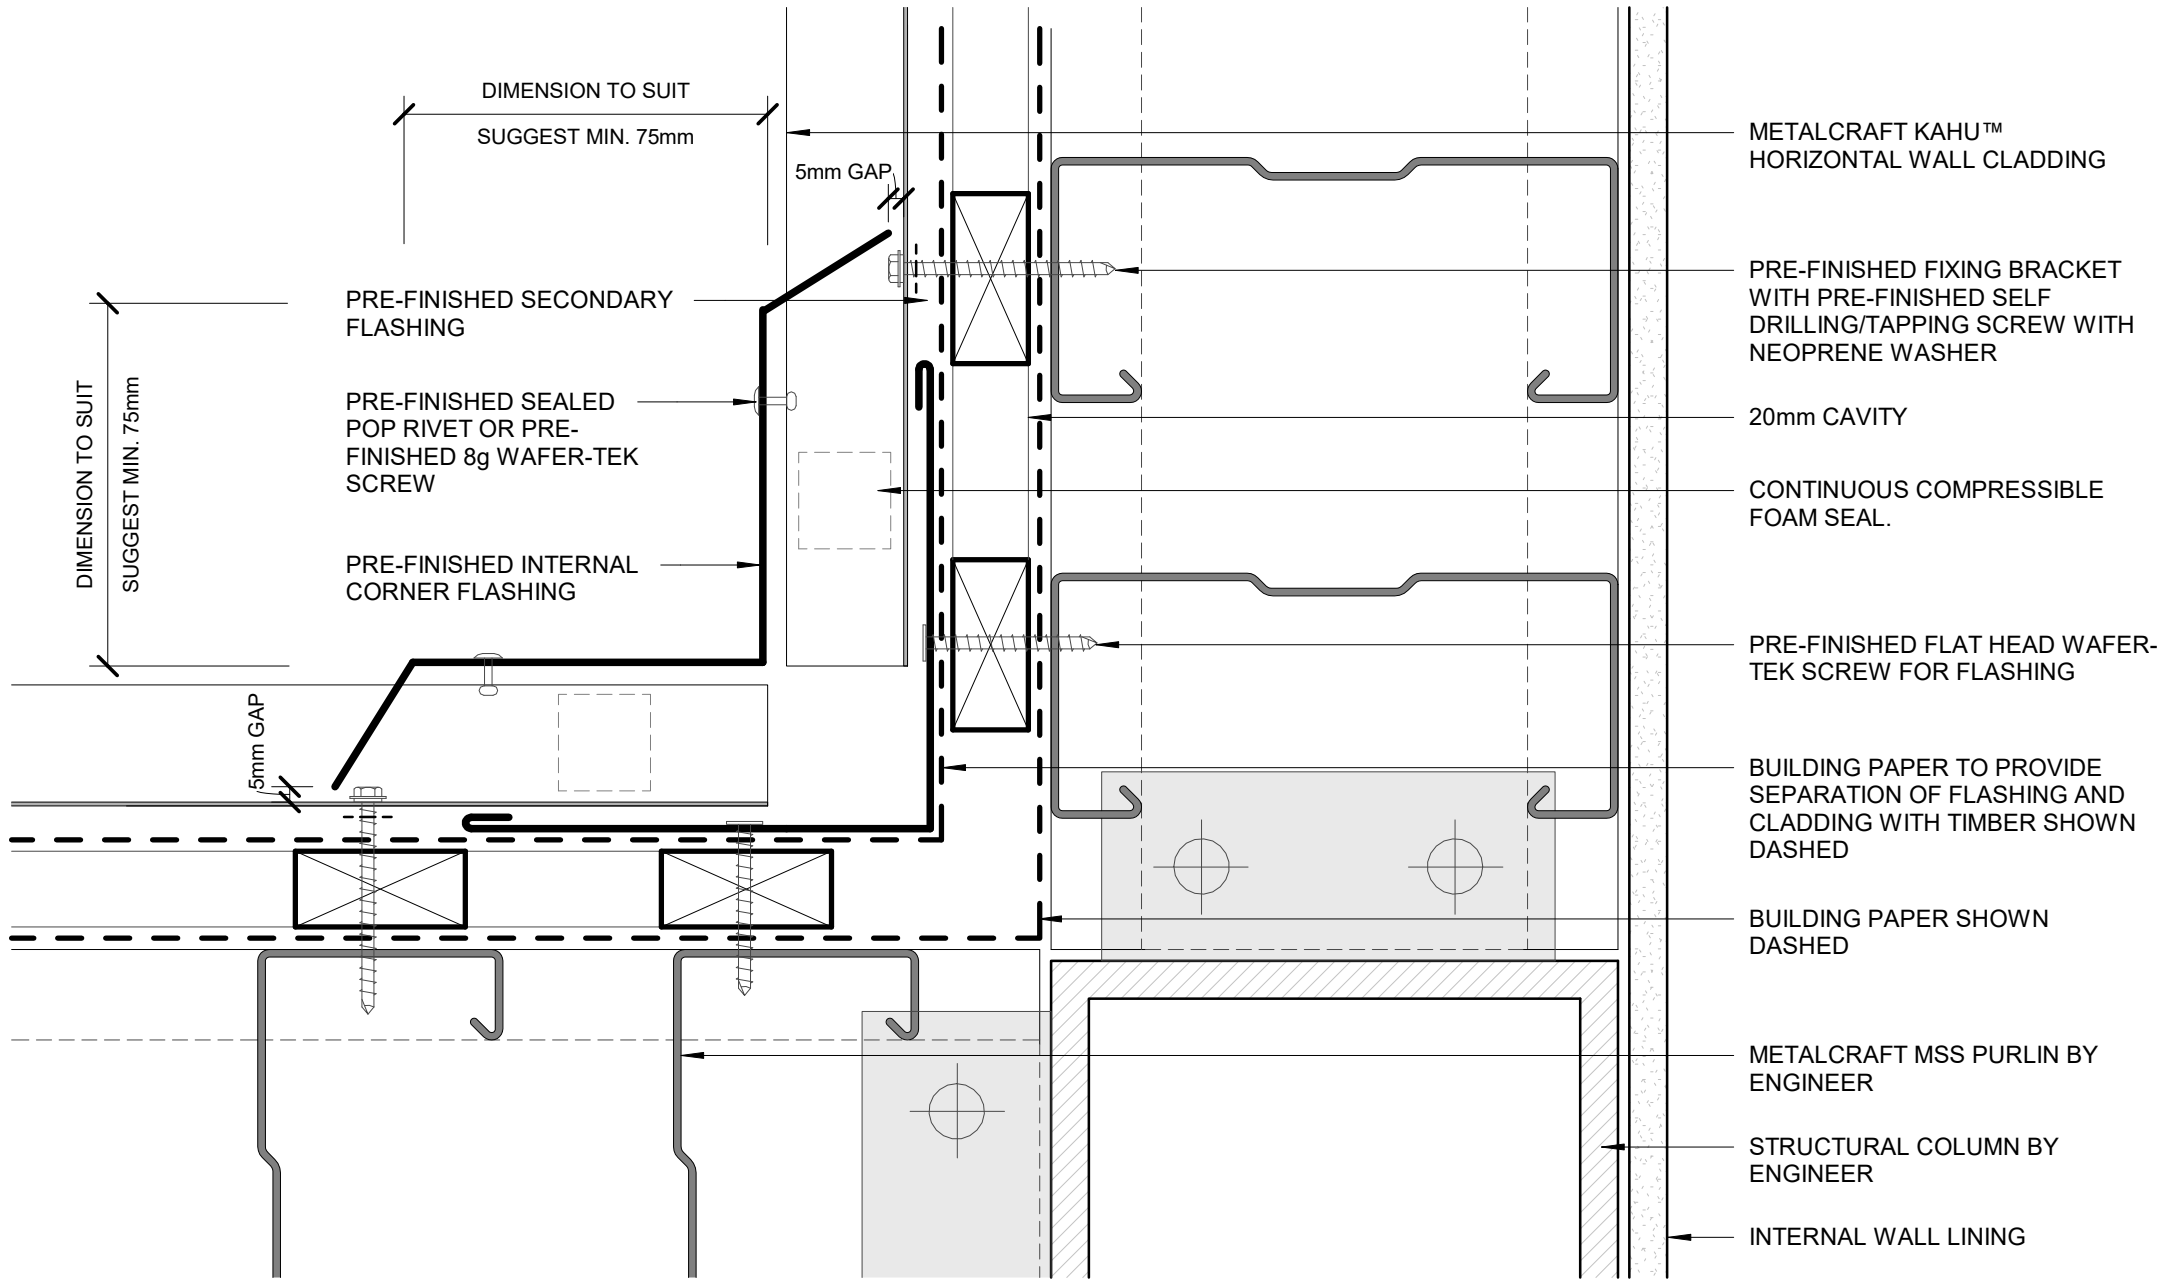 DIMENSION TO SUIT
SUGGEST MIN. 75mm
5mm GAP
PRE-FINISHED SECONDARY
FLASHING
PRE-FINISHED SEALED
POP RIVET OR PRE-
FINISHED 8g WAFER-TEK
SCREW
PRE-FINISHED INTERNAL
CORNER FLASHING
DIMENSION TO SUIT
SUGGEST MIN. 75mm
5mm GAP
METALCRAFT KAHU™
HORIZONTAL WALL CLADDING
PRE-FINISHED FIXING BRACKET
WITH PRE-FINISHED SELF
DRILLING/TAPPING SCREW WITH
NEOPRENE WASHER
20mm CAVITY
CONTINUOUS COMPRESSIBLE
FOAM SEAL.
PRE-FINISHED FLAT HEAD WAFER-
TEK SCREW FOR FLASHING
BUILDING PAPER TO PROVIDE
SEPARATION OF FLASHING AND
CLADDING WITH TIMBER SHOWN
DASHED
BUILDING PAPER SHOWN
DASHED
METALCRAFT MSS PURLIN BY
ENGINEER
STRUCTURAL COLUMN BY
ENGINEER
INTERNAL WALL LINING